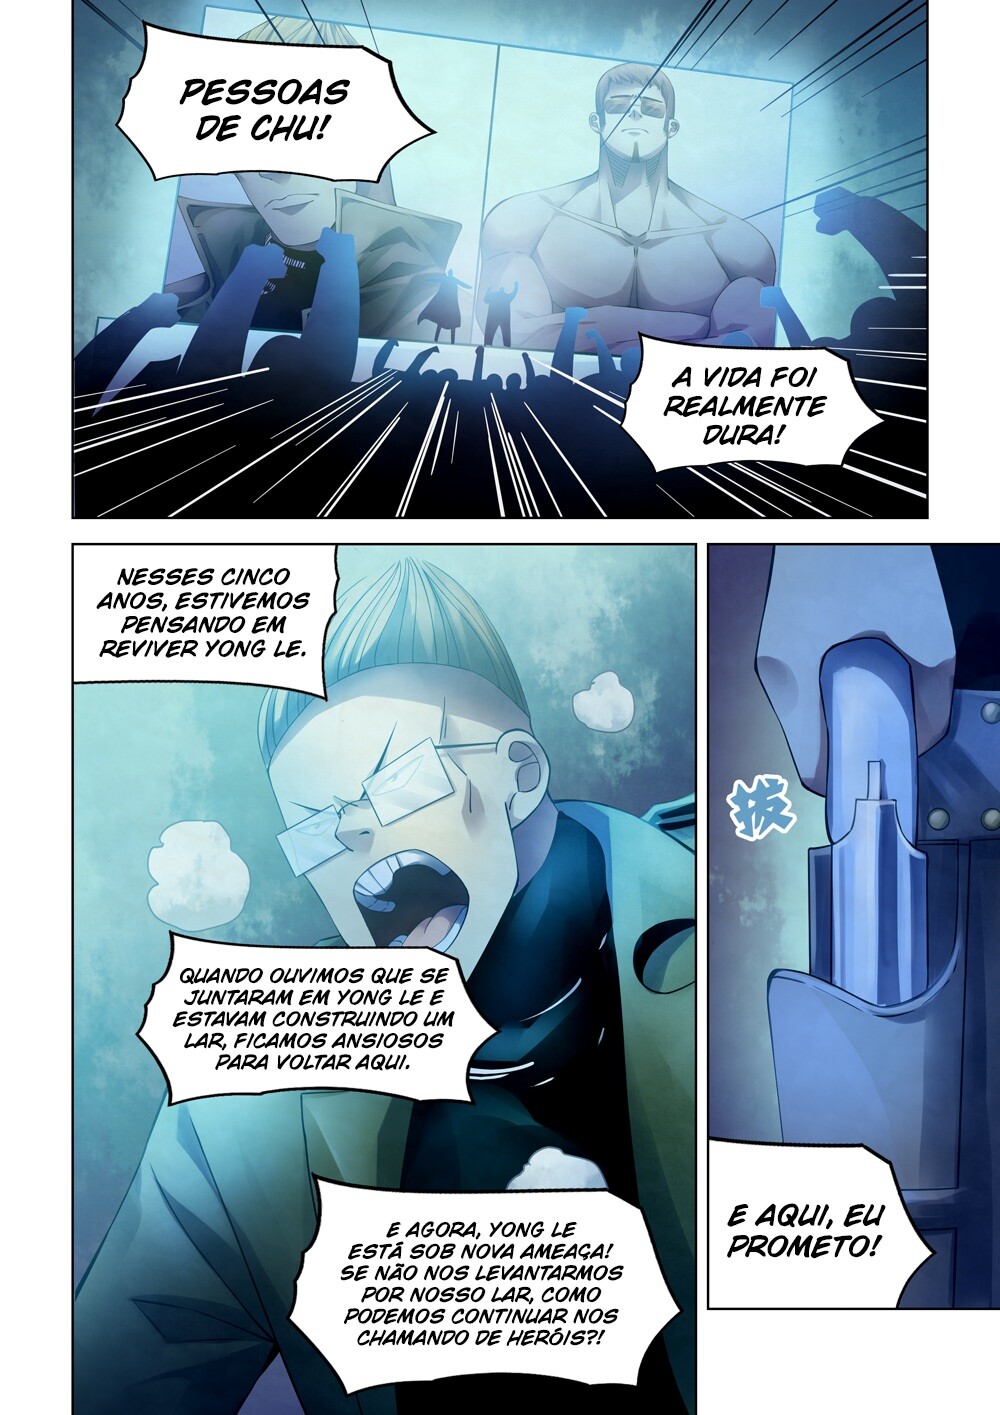 PESSOAS
DE CHU!
A VIDA FOI
REALMENTE
DURA!
NESSES CINCO
ANOS, ESTIVEMOS
PENSANDO EM
REVIVER YONG LE.
QUANDO OUVIMOS QUE SE
JUNTARAM EM YONG LE E
ESTAVAM CONSTRUINDO UM
LAR, FICAMOS ANSIOSOS
PARA VOLTAR AQUI.
E AGORA, YONG LE
ESTÁ SOB NOVA AMEAÇA!
SE NÃO NOS LEVANTARMOS
POR NOSSO LAR, COMO
PODEMOS CONTINUAR NOS
CHAMANDO DE HERÓIS?!
拔
E AQUI, EU
PROMETO!